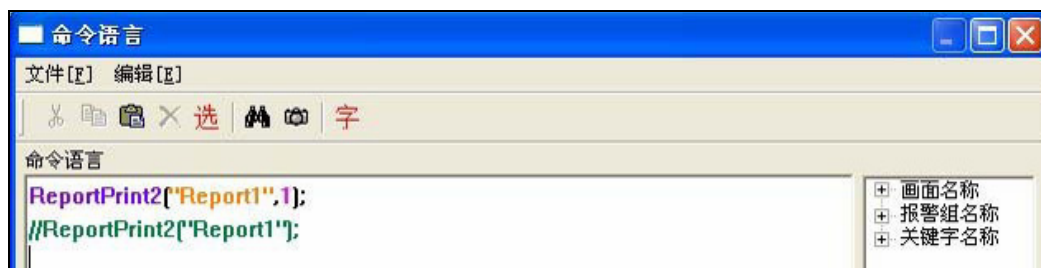 命令语言
文件[F] 编辑[E]
选 字
命令语言
ReportPrint2("Report1",1);
//ReportPrint2("Report1");
画面名称
报警组名称
关键字名称